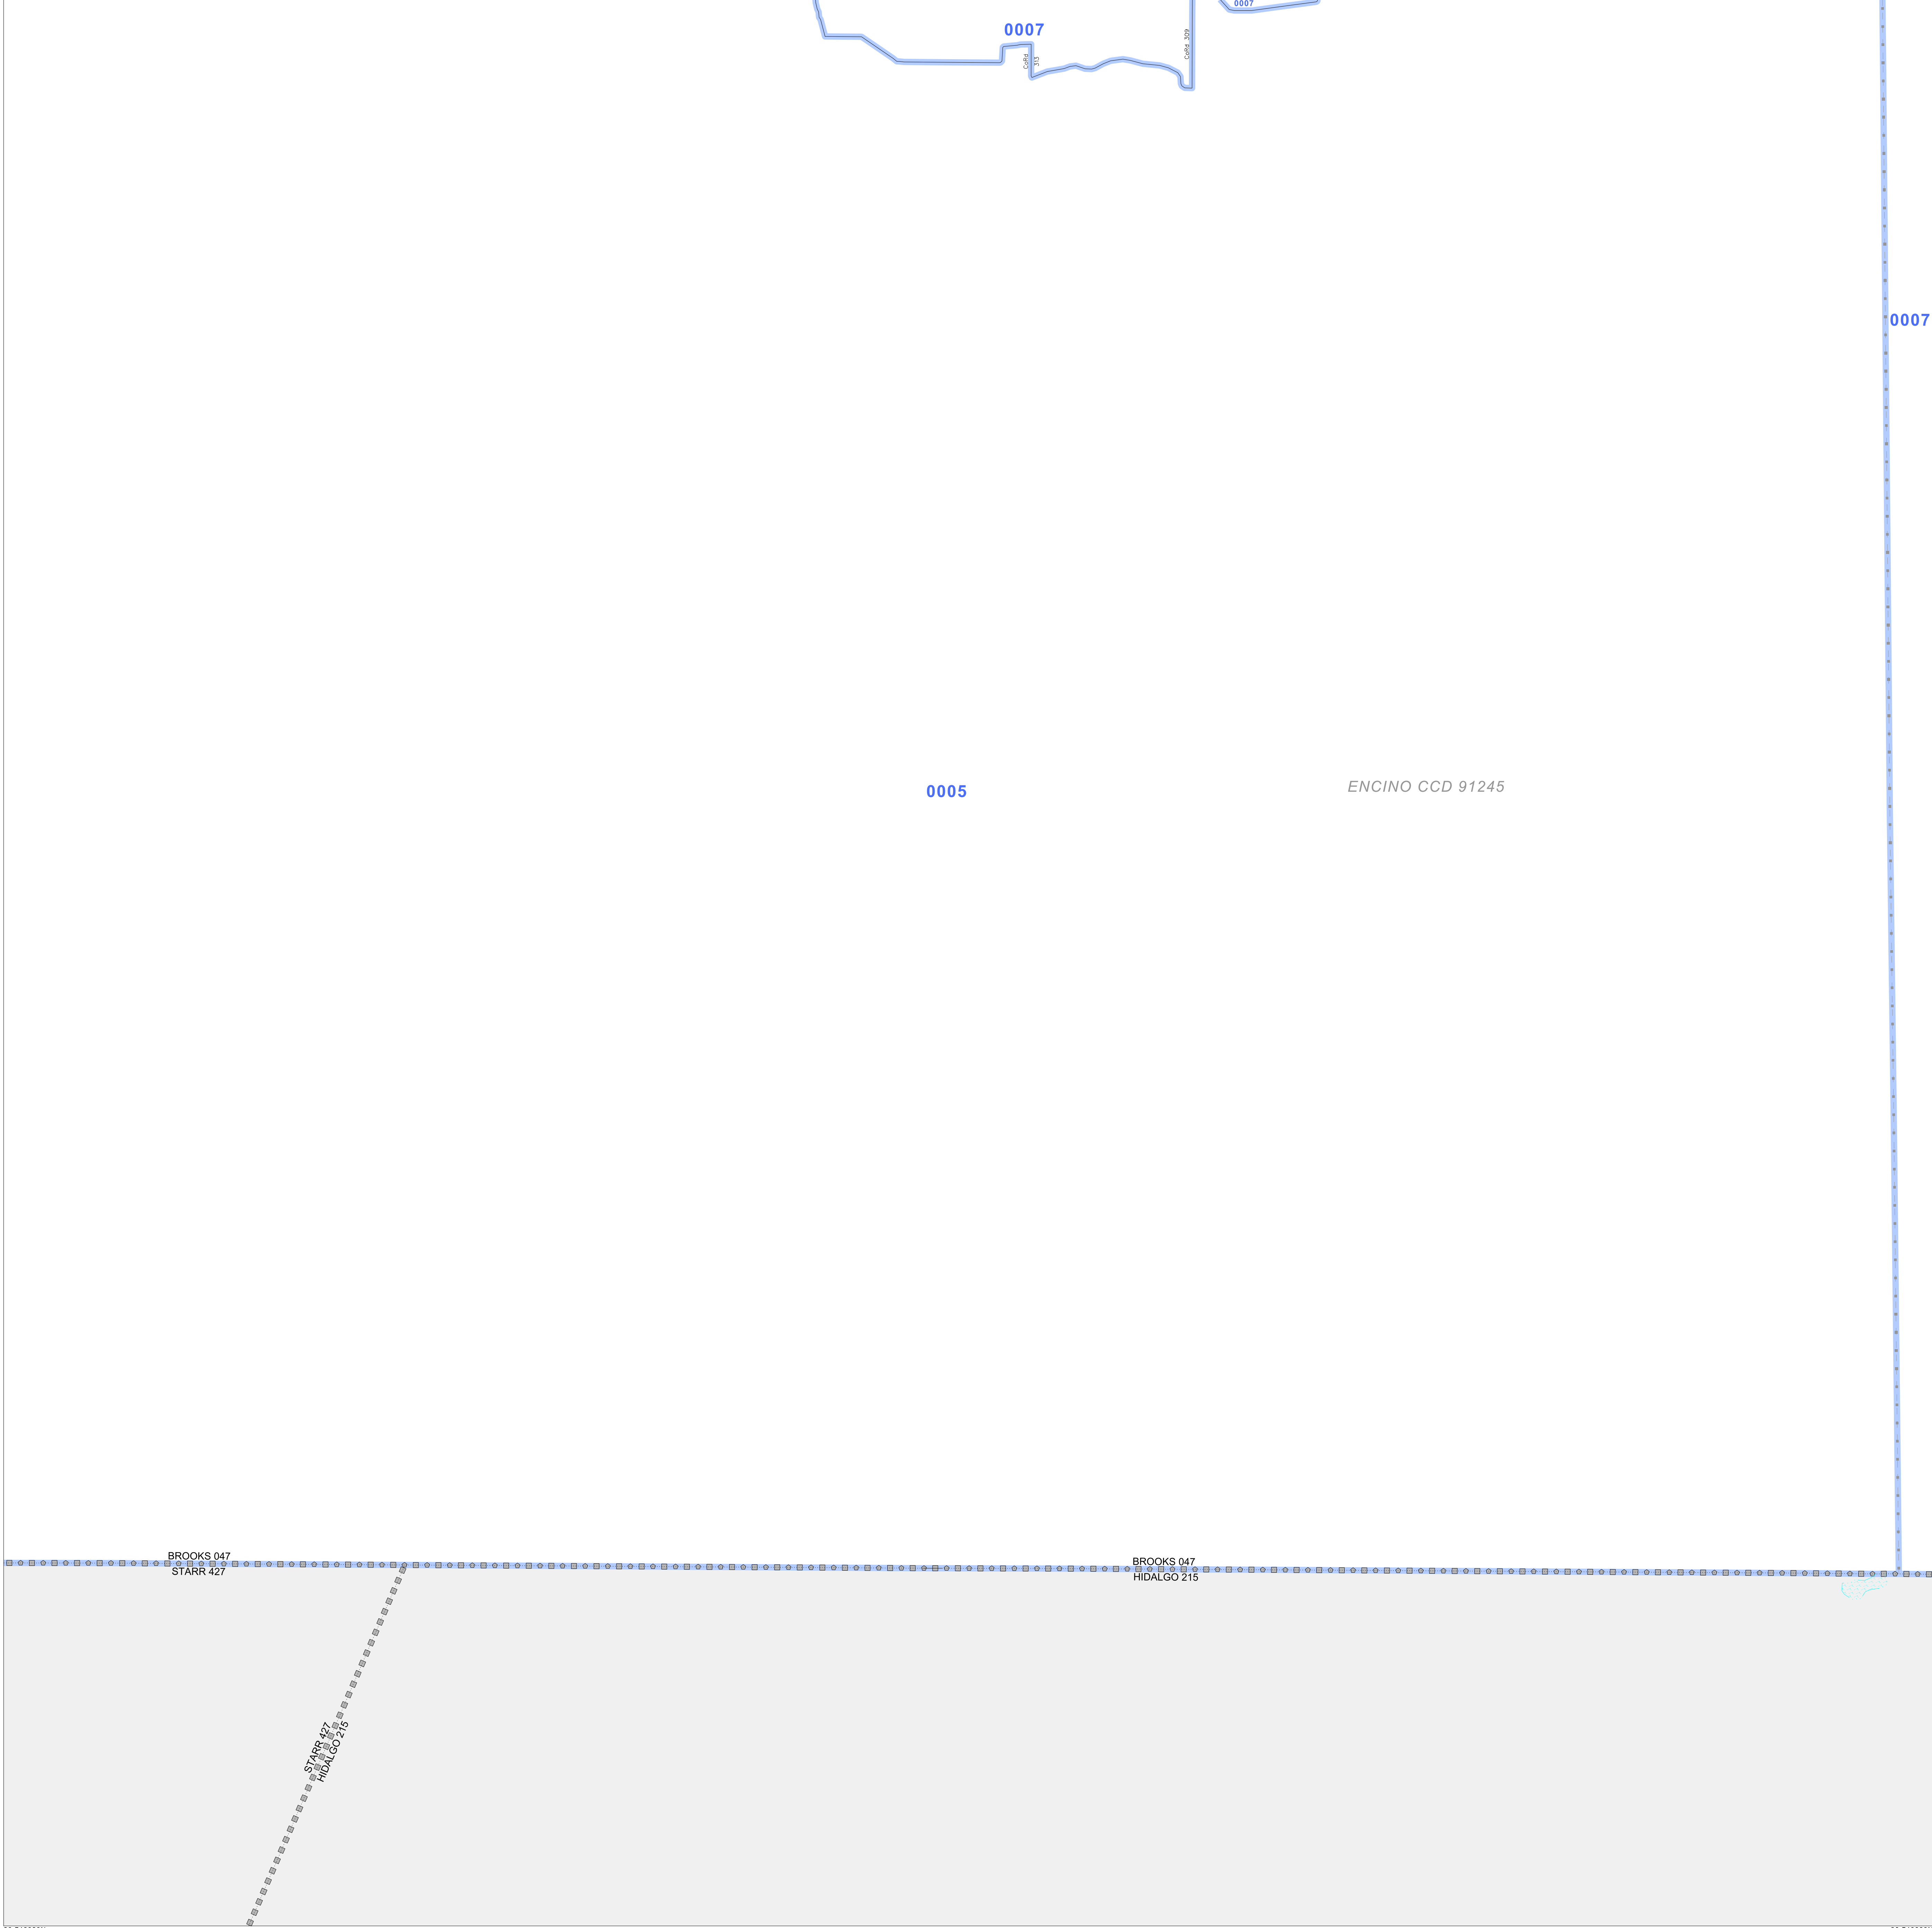 0007
0007
CoRd 309
CoRd
313
0007
ENCINO CCD 91245
0005
BROOKS 047
STARR 427
BROOKS 047
HIDALGO 215
STARR 427
HIDALGO 215